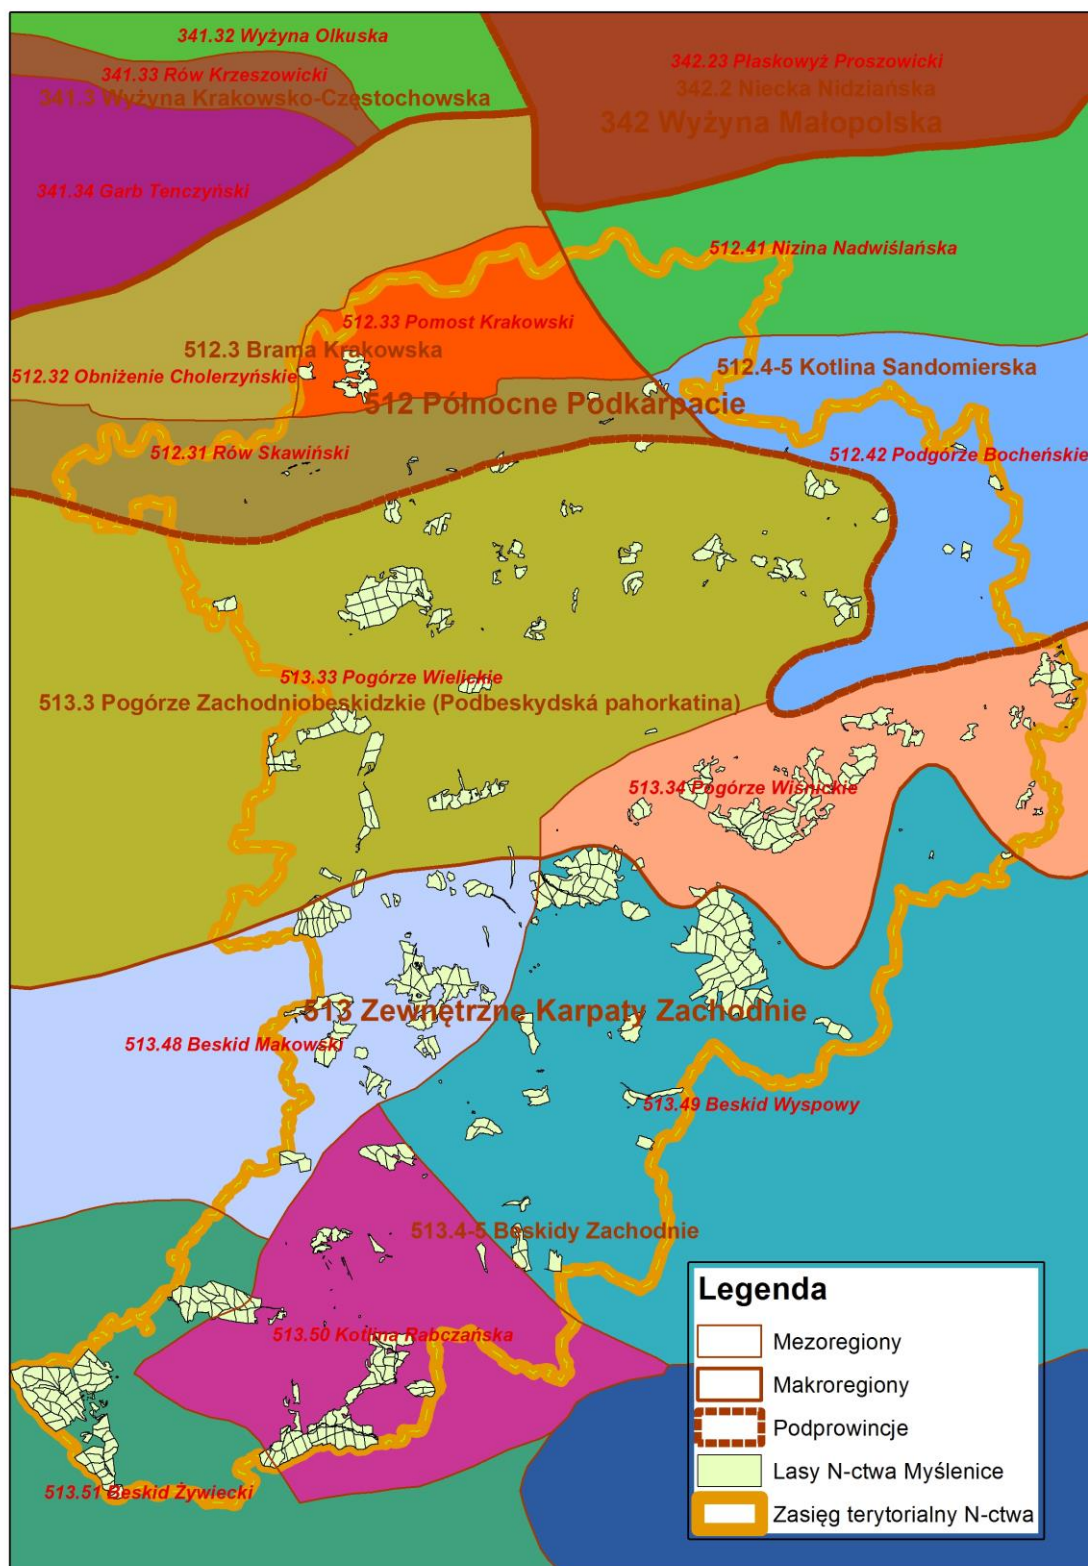 341.32 Wyżyna Olkuska
341.33 Rów Krzeszowicki
341.3 Wyżyna Krakowsko-Częstochowska
342.23 Płaskowyż Proszowicki
342.2 Niecka Nidziańska
342 Wyżyna Małopolska
341.34 Garb Tenczyński
512.41 Nizina Nadwiślańska
512.33 Pomost Krakowski
512.3 Brama Krakowska
512.4-5 Kotlina Sandomierska
512.32 Obniżenie Cholerzyńskie
512 Północne Podkarpacie
512.31 Rów Skawiński
512.42 Podgórze Bocheńskie
513.33 Pogórze Wielickie
513.3 Pogórze Zachodniobeskidzkie (Podbeskydská pahorkatina)
513.34 Pogórze Wiśnickie
513 Zewnętrzne Karpaty Zachodnie
513.48 Beskid Makowski
513.49 Beskid Wyspowy
513.4-5 Beskidy Zachodnie
513.50 Kotlina Rabczańska
513.51 Beskid Żywiecki
Legenda
Mezoregiony
Makroregiony
Podprowincje
Lasy N-ctwa Myślenice
Zasięg terytorialny N-ctwa